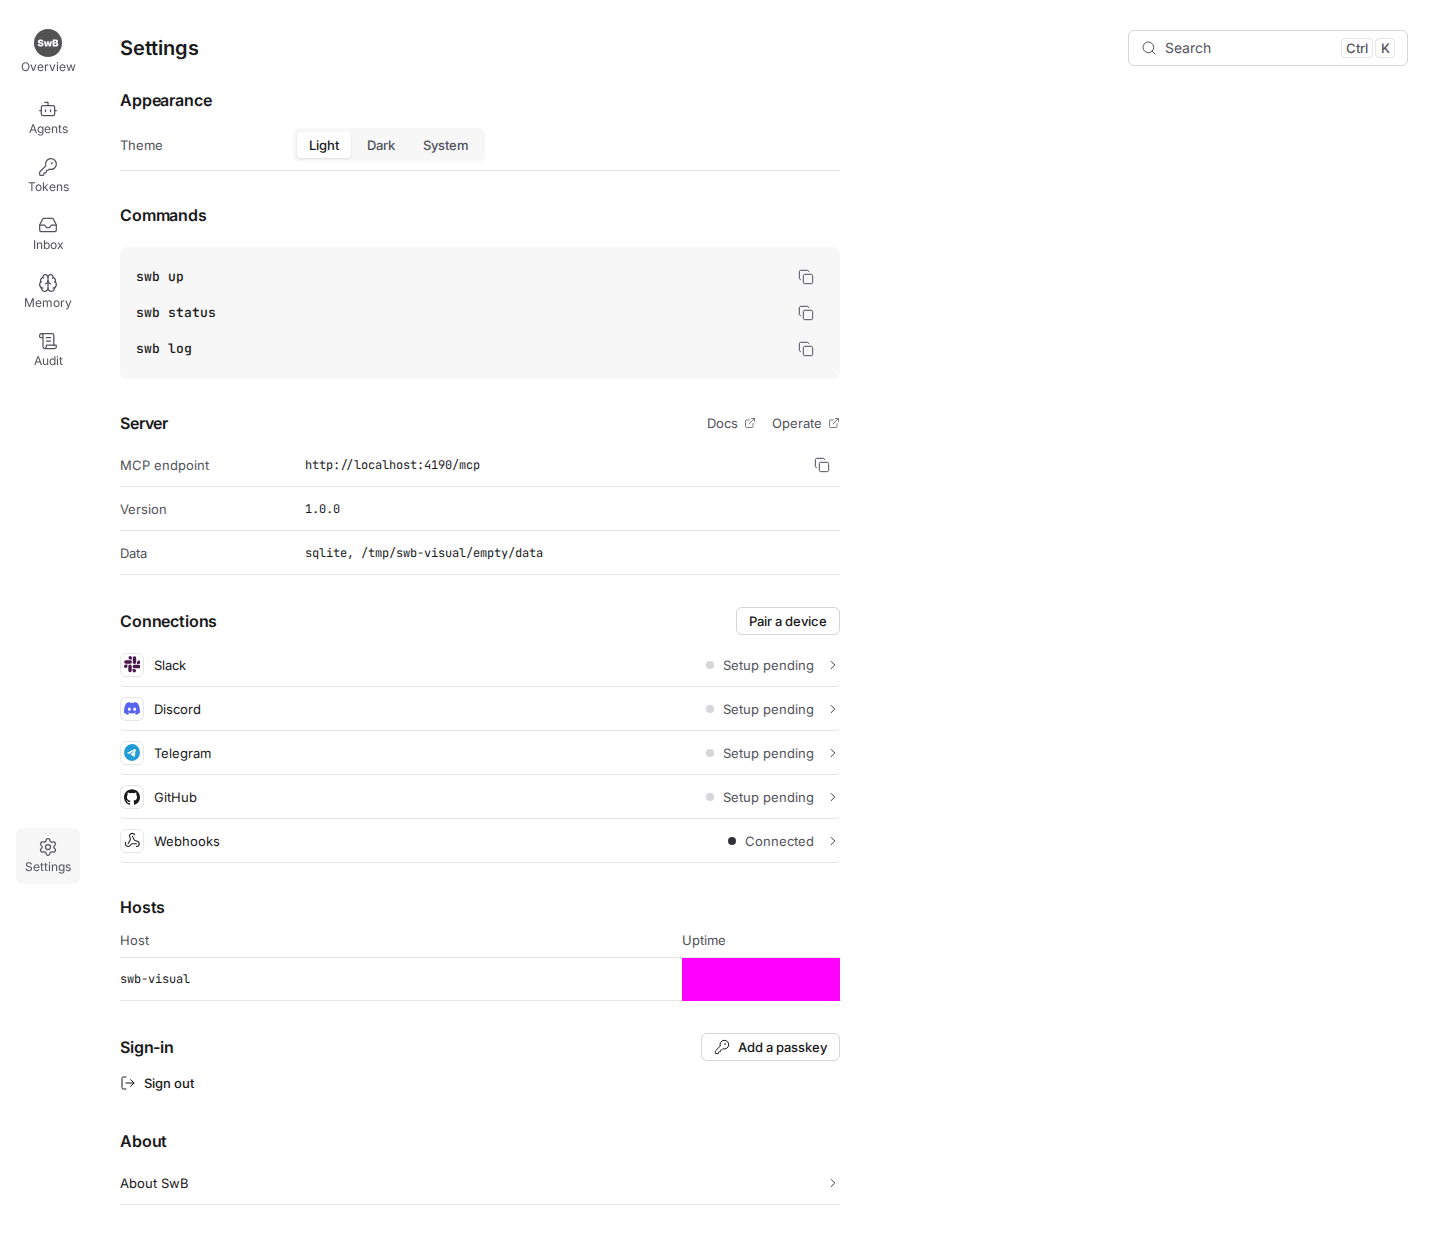 SwB
Overview
Agents
Tokens
Inbox
Memory
Audit
Settings
Settings
Search Ctrl K
Appearance
Theme Light Dark System
Commands
swb up
swb status
swb log
Server Docs Operate
MCP endpoint http://localhost:4190/mcp
Version 1.0.0
Data sqlite, /tmp/swb-visual/empty/data
Connections Pair a device
Slack Setup pending
Discord Setup pending
Telegram Setup pending
GitHub Setup pending
Webhooks Connected
Hosts
Host Uptime
swb-visual
Sign-in Add a passkey
Sign out
About
About SwB